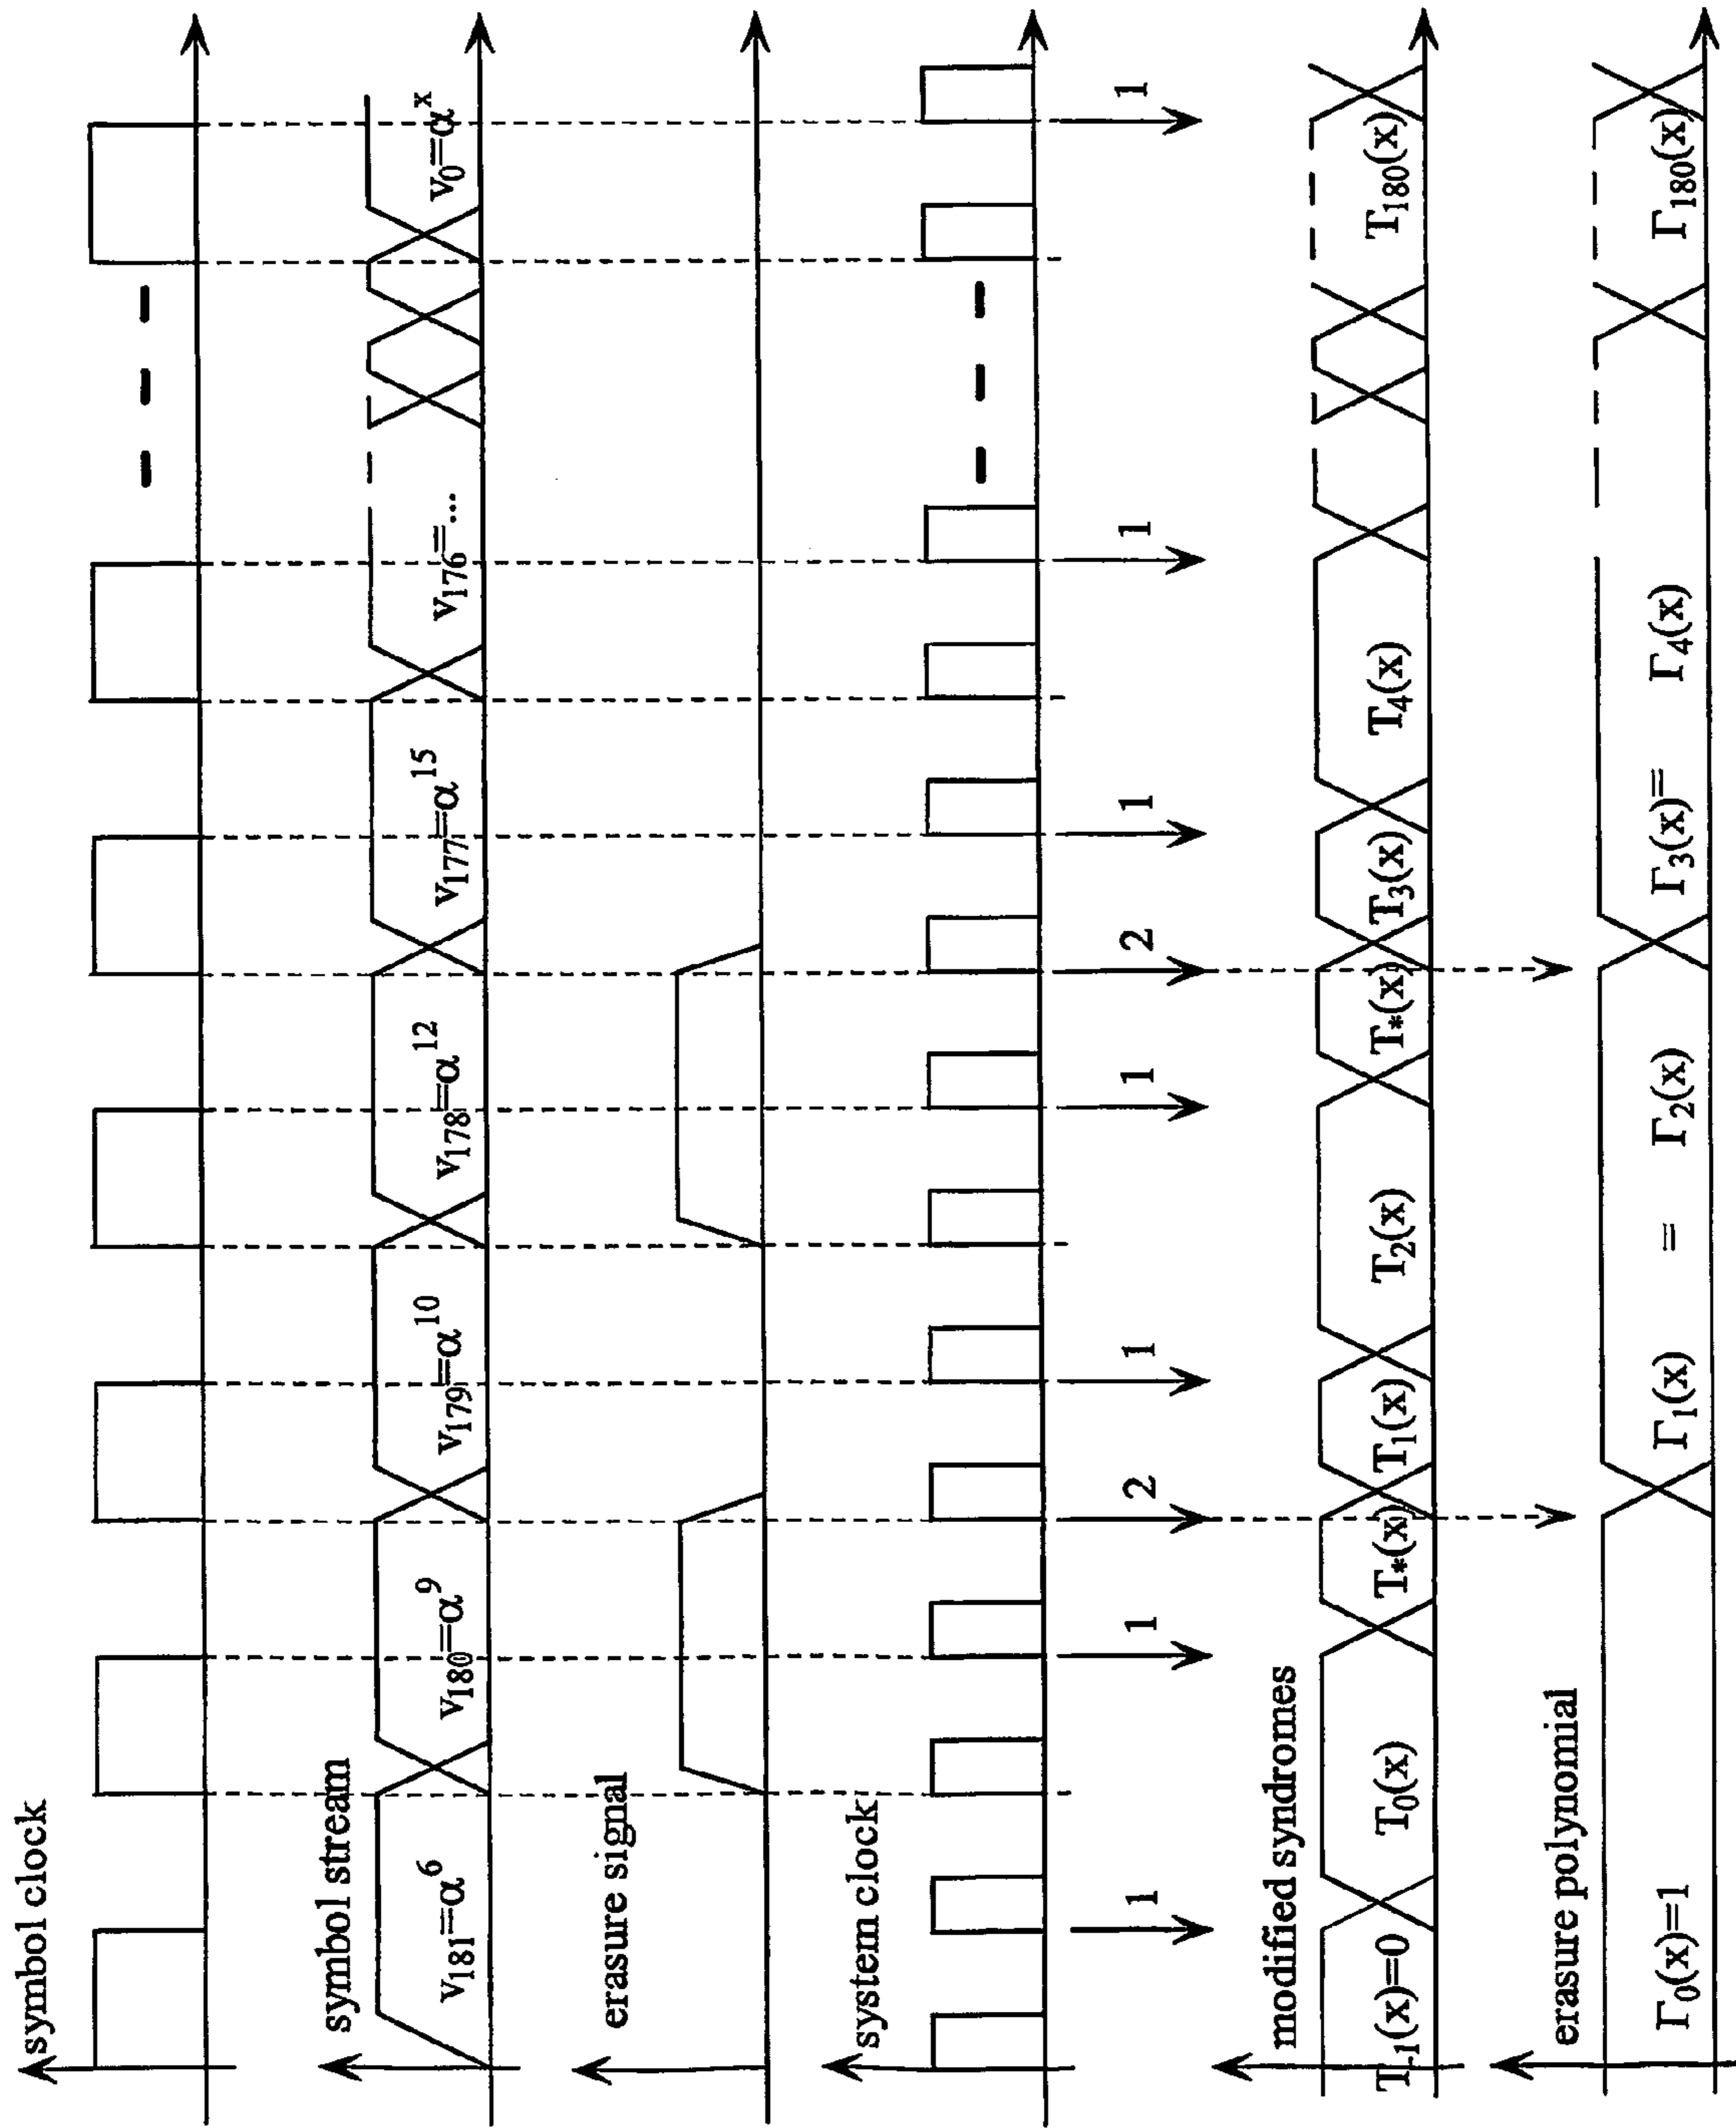 symbol clock
symbol stream
v₁₈₁=α⁶ v₁₈₀=α⁹ v₁₇₉=α¹⁰ v₁₇₈=α¹² v₁₇₇=α¹⁵ v₁₇₆=... v₀=αˣ
erasure signal
system clock
1 1 2 1 1 2 1 1 1
modified syndromes
T₋₁(x)=0 T₀(x) T*(x) T₁(x) T₂(x) T*(x) T₃(x) T₄(x) T₁₈₀(x)
erasure polynomial
Γ₀(x)=1 Γ₁(x) = Γ₂(x) Γ₃(x)= Γ₄(x) Γ₁₈₀(x)